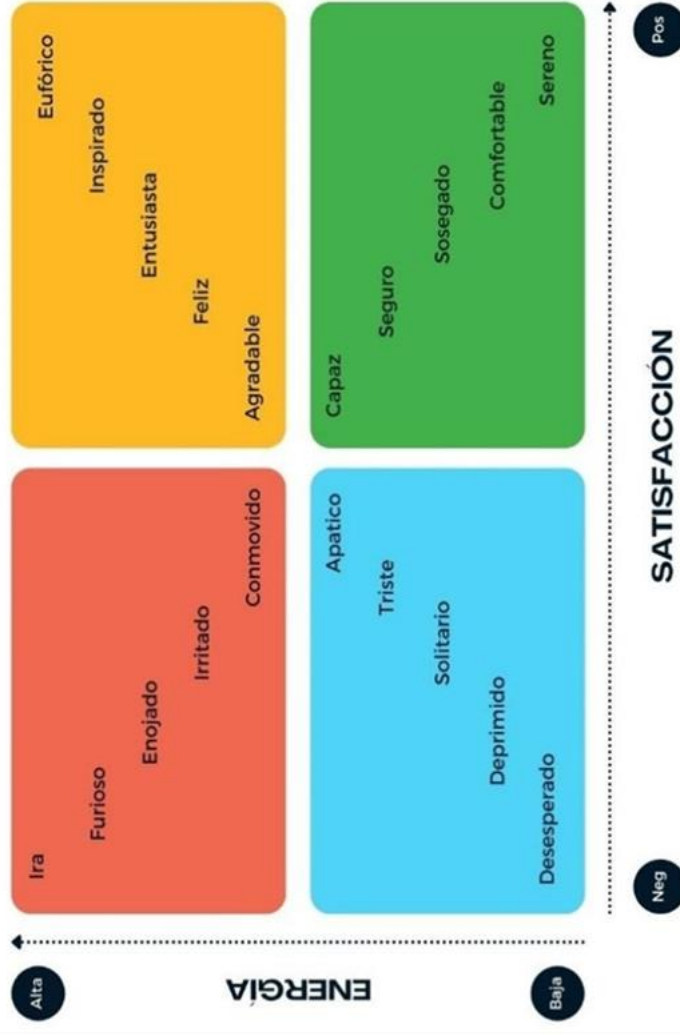 Alta
ENERGÍA
Baja
Ira
Furioso
Enojado
Irritado
Conmovido
Eufórico
Inspirado
Entusiasta
Feliz
Agradable
Apatico
Triste
Solitario
Deprimido
Desesperado
Capaz
Seguro
Sosegado
Comfortable
Sereno
Neg
SATISFACCIÓN
Pos